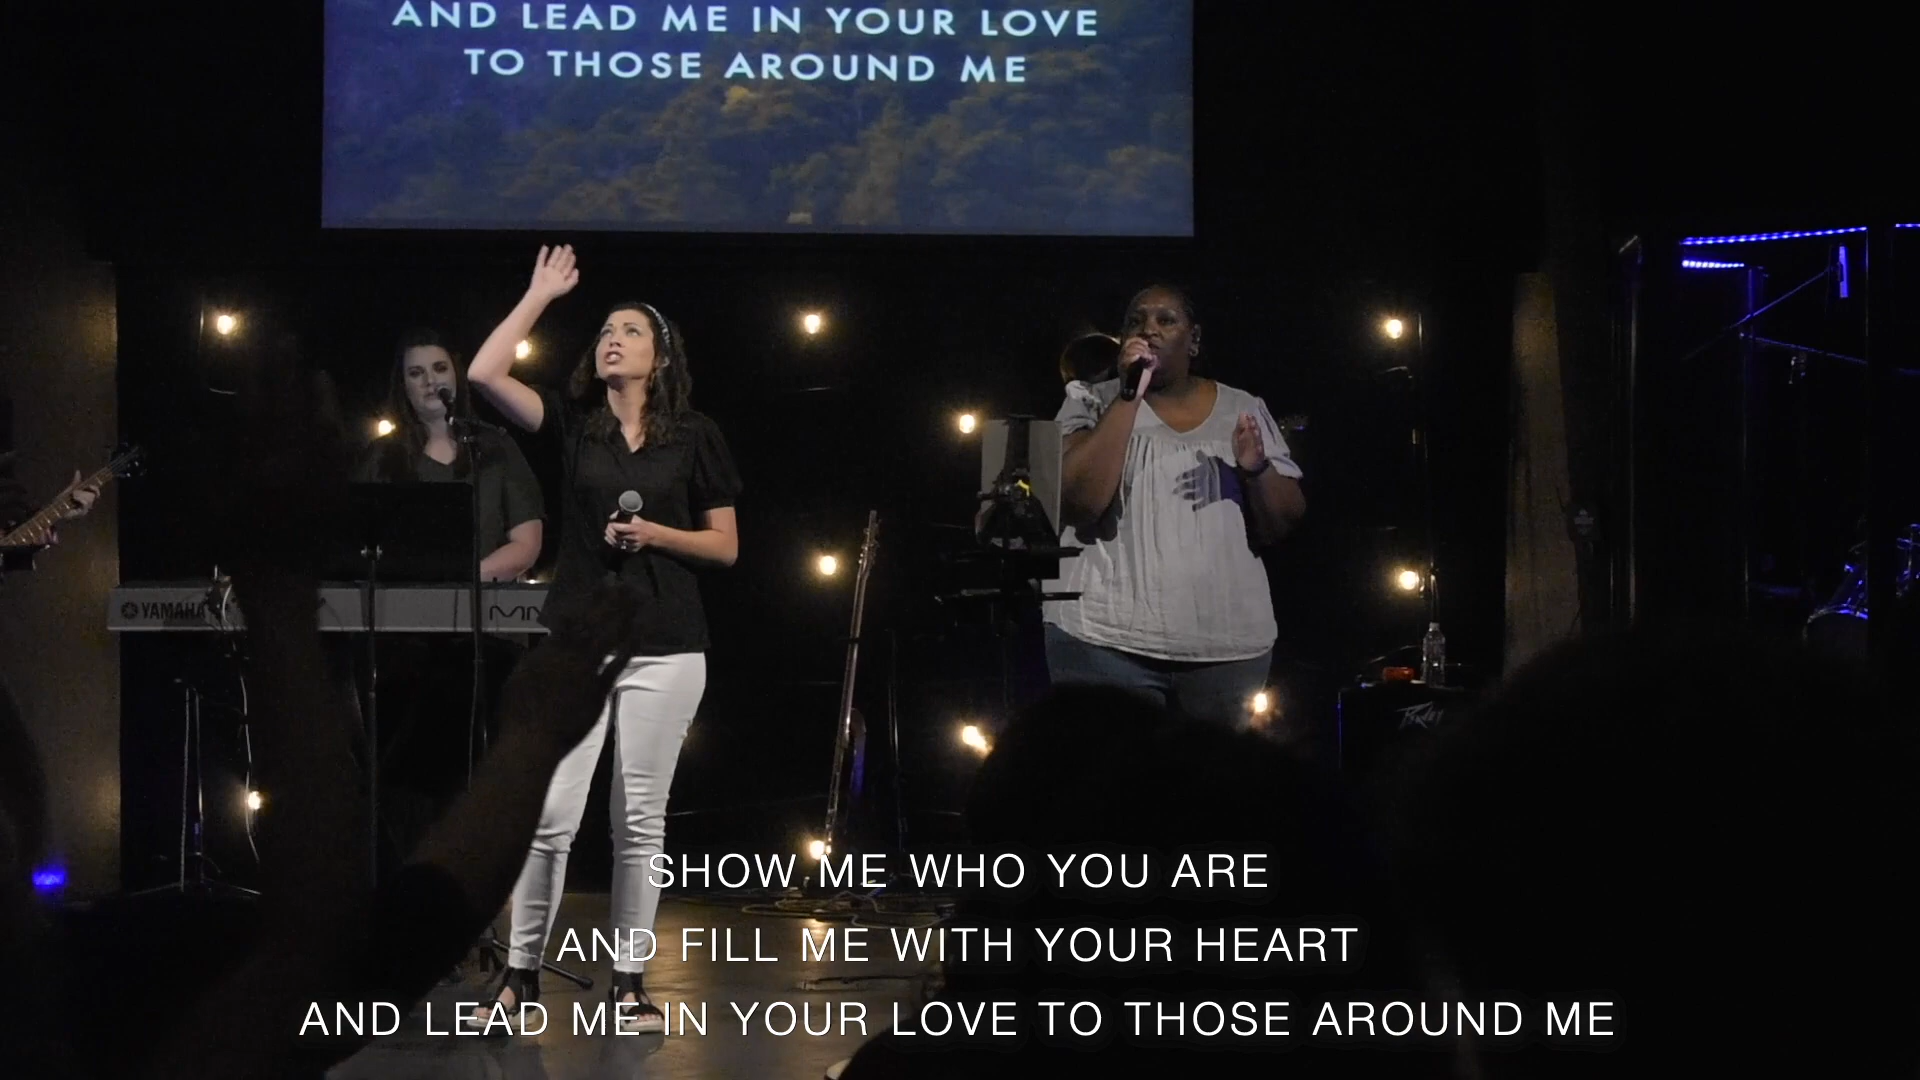 AND LEAD ME IN YOUR LOVE
TO THOSE AROUND ME
YAMAHA
PEAVEY
SHOW ME WHO YOU ARE
AND FILL ME WITH YOUR HEART
AND LEAD ME IN YOUR LOVE TO THOSE AROUND ME